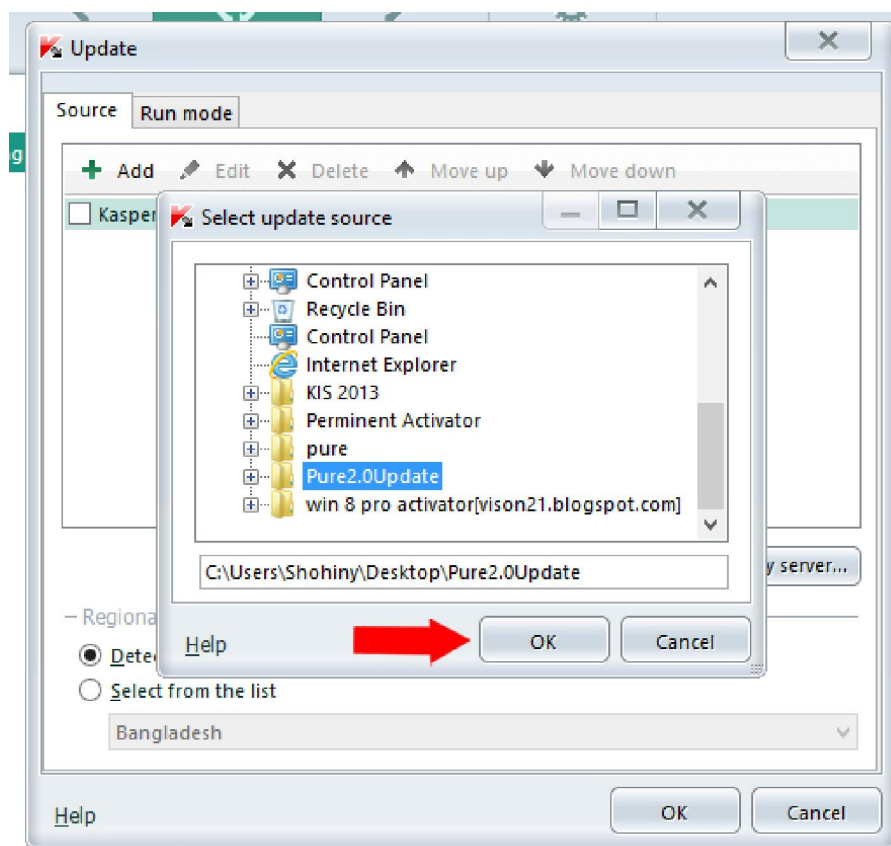 Update
Source Run mode
Add Edit Delete Move up Move down
Kasper
Select update source
Control Panel
Recycle Bin
Control Panel
Internet Explorer
KIS 2013
Perminent Activator
pure
Pure2.0Update
win 8 pro activator[vison21.blogspot.com]
C:\Users\Shohiny\Desktop\Pure2.0Update
y server...
Regiona
Help OK Cancel
Dete
Select from the list
Bangladesh
Help OK Cancel